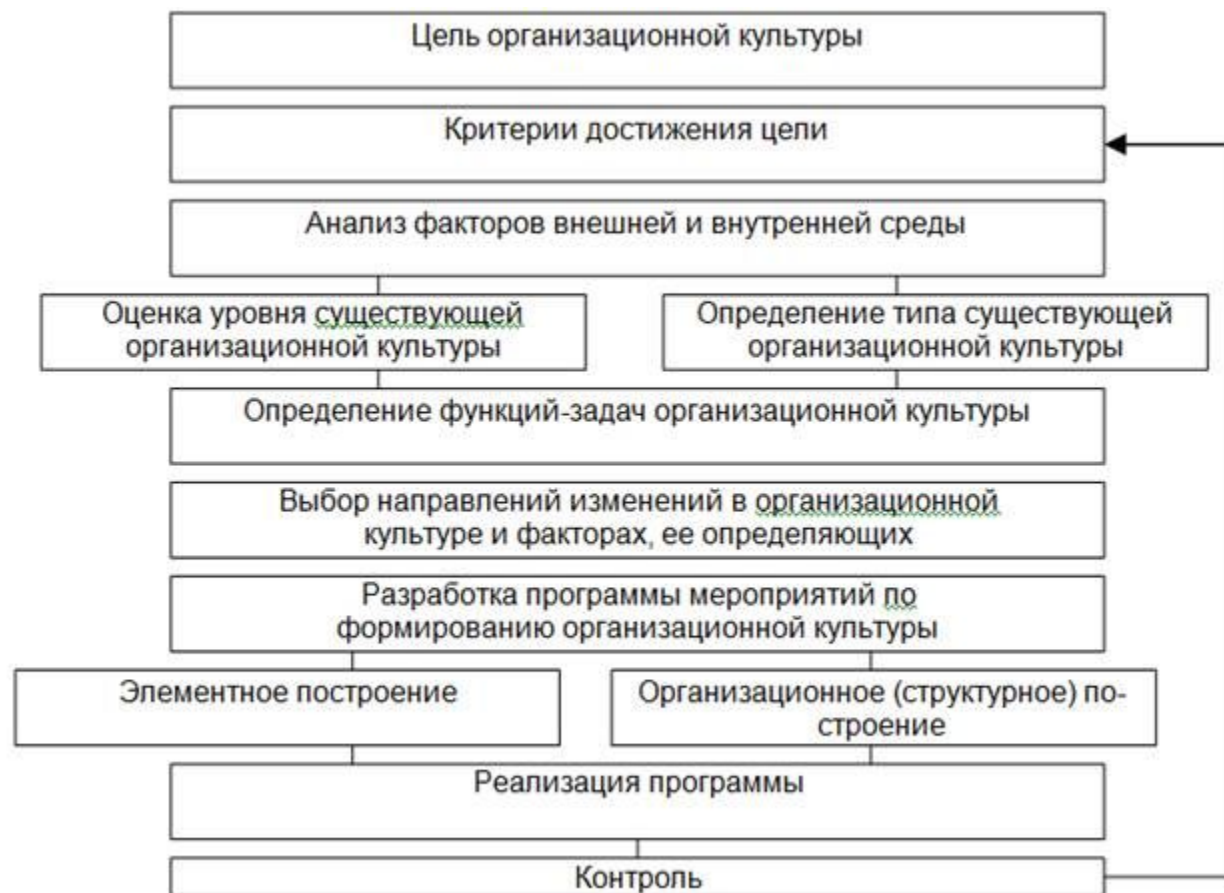 Цель организационной культуры
Критерии достижения цели
Анализ факторов внешней и внутренней среды
Оценка уровня существующей
организационной культуры
Определение типа существующей
организационной культуры
Определение функций-задач организационной культуры
Выбор направлений изменений в организационной
культуре и факторах, ее определяющих
Разработка программы мероприятий по
формированию организационной культуры
Элементное построение
Организационное (структурное) по-
строение
Реализация программы
Контроль